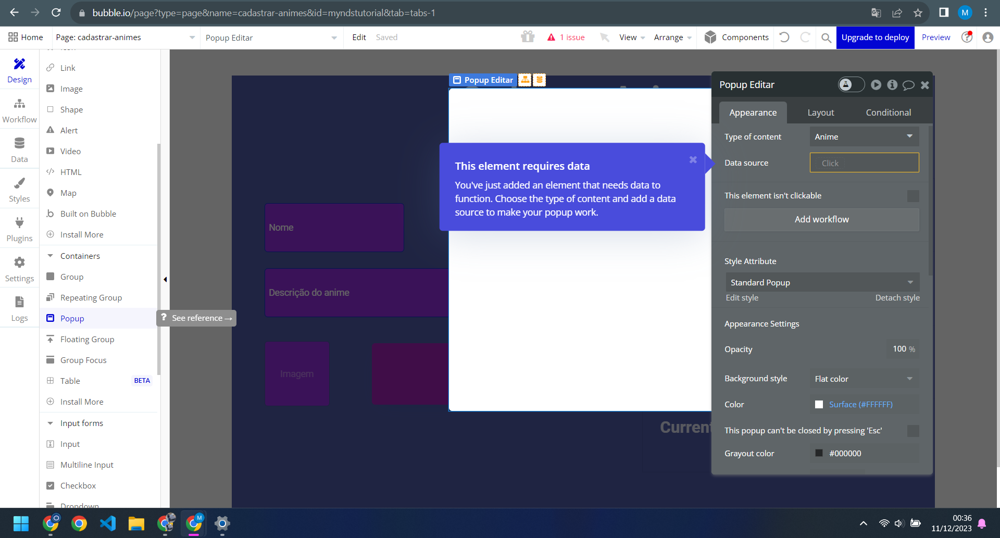 bubble.io/page?type=page&name=cadastrar-animes&id=myndstutorial&tab=tabs-1
M
Home
Page: cadastrar-animes
Popup Editar
Edit
Saved
1 issue
View
Arrange
Components
Upgrade to deploy
Preview
Design
Workflow
Data
Styles
Plugins
Settings
Logs
Link
Image
Shape
Alert
Video
HTML
Map
Built on Bubble
Install More
Containers
Group
Repeating Group
Popup
Floating Group
Group Focus
Table BETA
Install More
Input forms
Input
Multiline Input
Checkbox
Dropdown
? See reference →
Popup Editar
Nome
Descrição do anime
Imagem
Current
This element requires data
You've just added an element that needs data to
function. Choose the type of content and add a data
source to make your popup work.
Popup Editar
Appearance
Layout
Conditional
Type of content Anime
Data source Click
This element isn't clickable
Add workflow
Style Attribute
Standard Popup
Edit style Detach style
Appearance Settings
Opacity 100 %
Background style Flat color
Color Surface (#FFFFFF)
This popup can't be closed by pressing 'Esc'
Grayout color #000000
M
00:36
11/12/2023